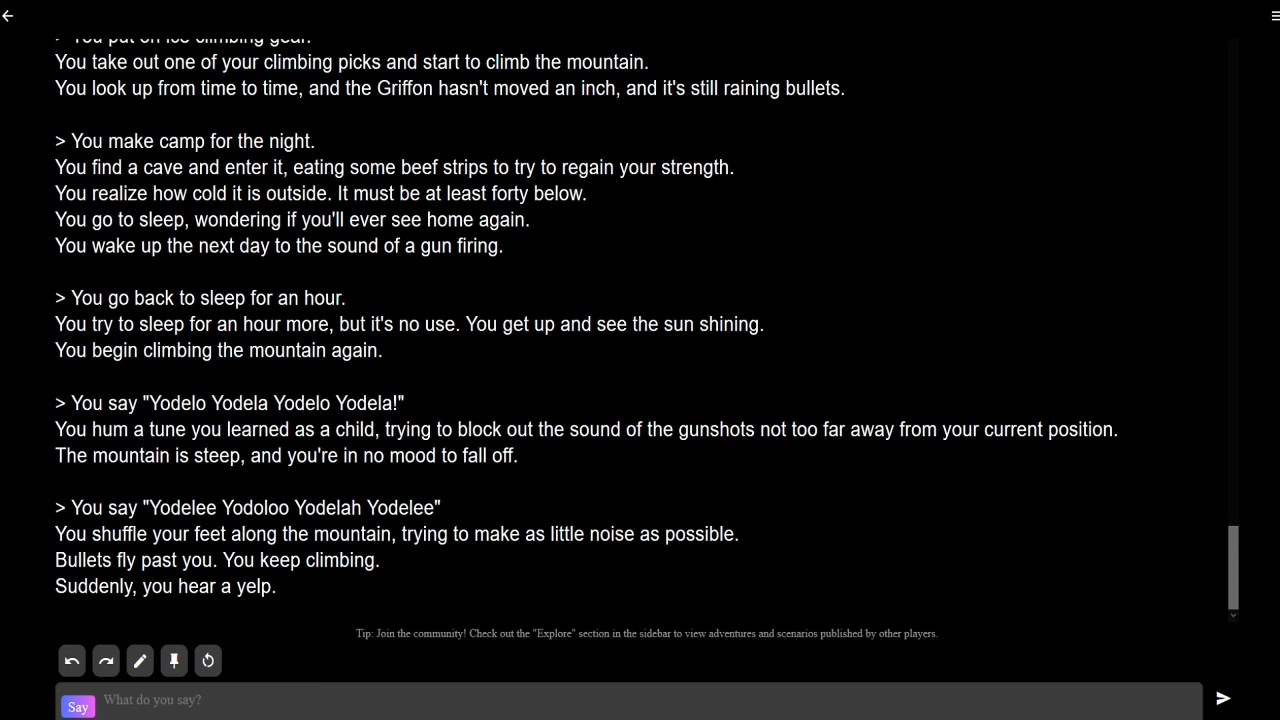 > You put on ice climbing gear.
You take out one of your climbing picks and start to climb the mountain.
You look up from time to time, and the Griffon hasn't moved an inch, and it's still raining bullets.
> You make camp for the night.
You find a cave and enter it, eating some beef strips to try to regain your strength.
You realize how cold it is outside. It must be at least forty below.
You go to sleep, wondering if you'll ever see home again.
You wake up the next day to the sound of a gun firing.
> You go back to sleep for an hour.
You try to sleep for an hour more, but it's no use. You get up and see the sun shining.
You begin climbing the mountain again.
> You say "Yodelo Yodela Yodelo Yodela!"
You hum a tune you learned as a child, trying to block out the sound of the gunshots not too far away from your current position.
The mountain is steep, and you're in no mood to fall off.
> You say "Yodelee Yodoloo Yodelah Yodelee"
You shuffle your feet along the mountain, trying to make as little noise as possible.
Bullets fly past you. You keep climbing.
Suddenly, you hear a yelp.
Tip: Join the community! Check out the "Explore" section in the sidebar to view adventures and scenarios published by other players.
Say What do you say?